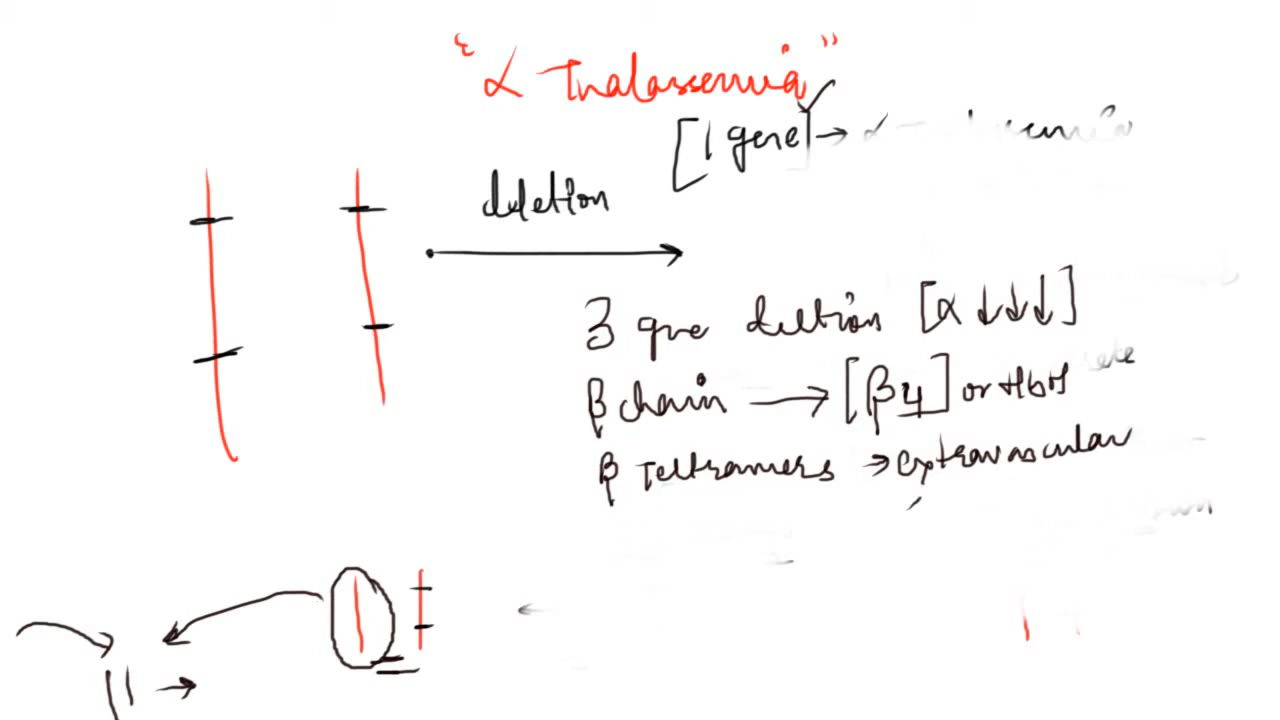 "α Thalassemia"
[1 gene] →
deletion
3 gene deletion [α ↓↓↓]
β chain → [β4] or HbH
β Tetramers → extravascular